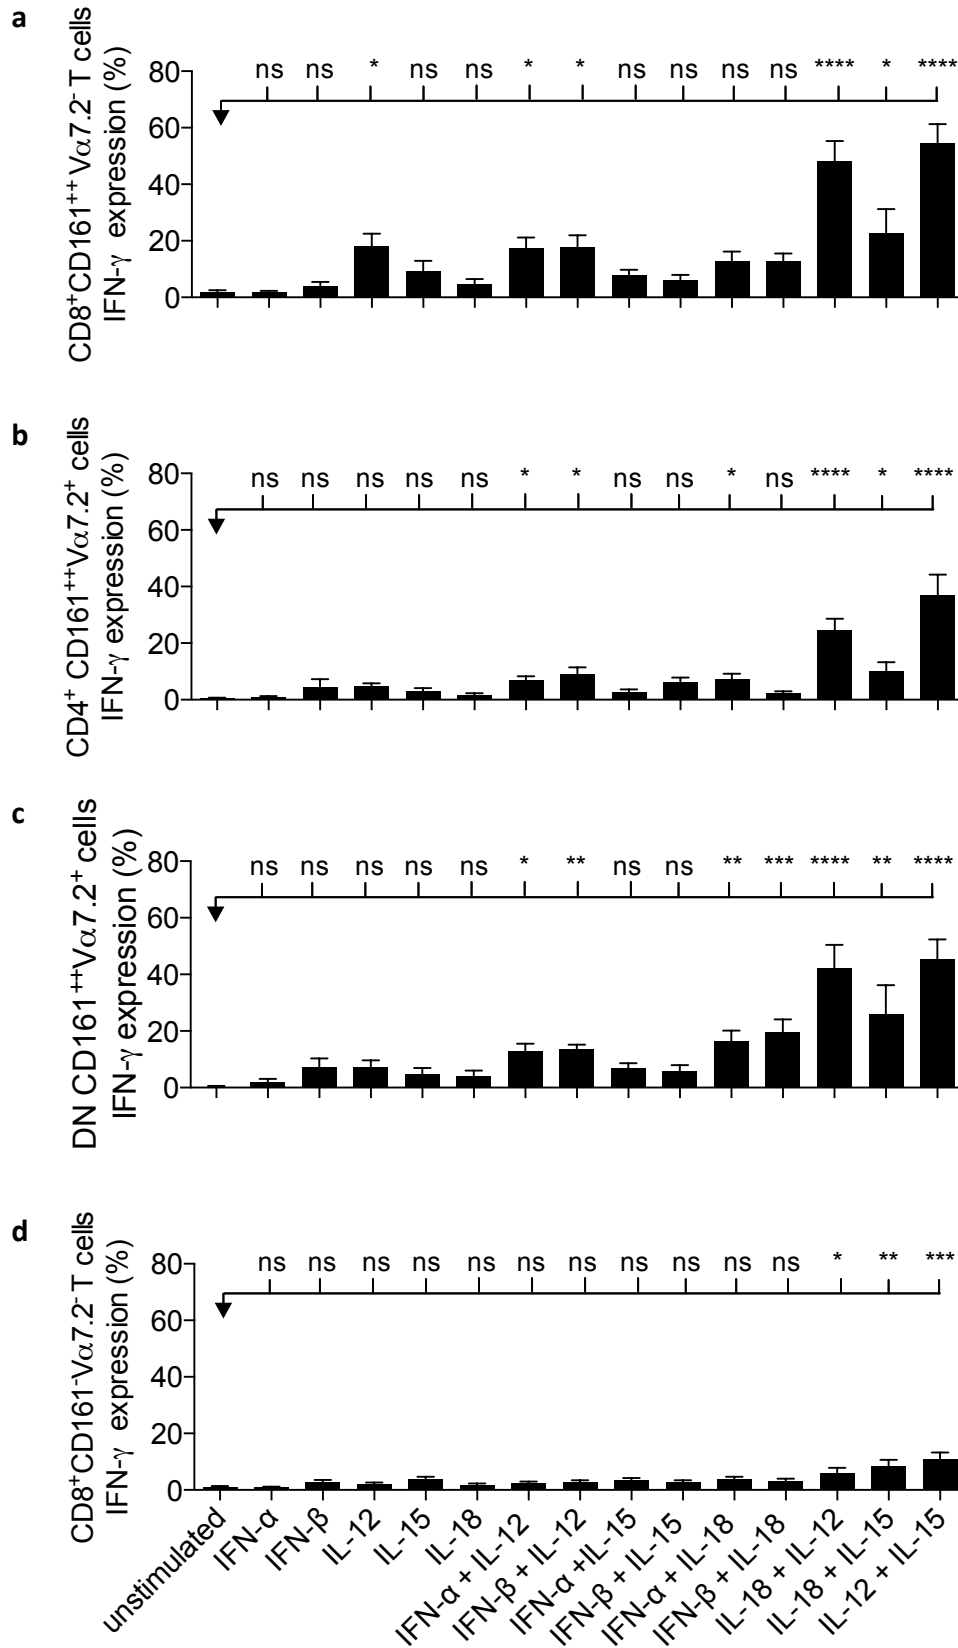 a
CD8⁺CD161⁺⁺ Vα7.2⁻ T cells
IFN-γ expression (%)
80
60
40
20
0
ns ns * ns ns * * ns ns ns ns **** * ****
b
CD4⁺ CD161⁺⁺Vα7.2⁺ cells
IFN-γ expression (%)
80
60
40
20
0
ns ns ns ns ns * * ns ns * ns **** * ****
c
DN CD161⁺⁺Vα7.2⁺ cells
IFN-γ expression (%)
80
60
40
20
0
ns ns ns ns ns * ** ns ns ** *** **** ** ****
d
CD8⁺CD161⁻Vα7.2⁻ T cells
IFN-γ expression (%)
80
60
40
20
0
ns ns ns ns ns ns ns ns ns ns ns * ** ***
unstimulated
IFN-α
IFN-β
IL-12
IL-15
IL-18
IFN-α + IL-12
IFN-β + IL-12
IFN-α +IL-15
IFN-β + IL-15
IFN-α + IL-18
IFN-β + IL-18
IL-18 + IL-12
IL-18 + IL-15
IL-12 + IL-15